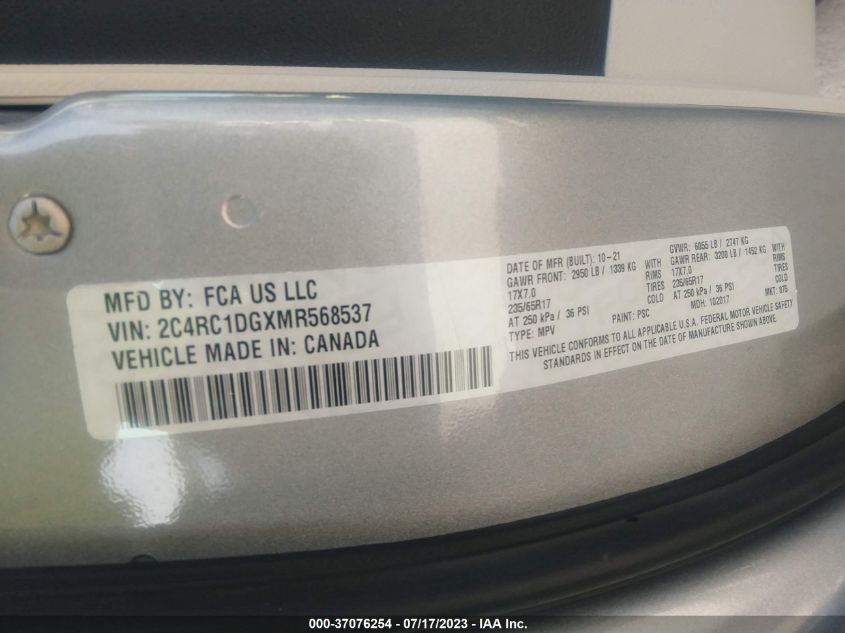 MFD BY: FCA US LLC
VIN: 2C4RC1DGXMR568537
VEHICLE MADE IN: CANADA
DATE OF MFR (BUILT): 10-21 GVWR: 6055 LB / 2747 KG
GAWR FRONT: 2950 LB / 1339 KG WITH GAWR REAR: 3200 LB / 1452 KG WITH
17X7.0 RIMS 17X7.0 RIMS
235/65R17 TIRES 235/65R17 TIRES
AT 250 kPa / 36 PSI COLD AT 250 kPa / 36 PSI COLD
TYPE: MPV PAINT: PSC MDH: 102017 MKT: 975
THIS VEHICLE CONFORMS TO ALL APPLICABLE U.S.A. FEDERAL MOTOR VEHICLE SAFETY
STANDARDS IN EFFECT ON THE DATE OF MANUFACTURE SHOWN ABOVE.
000-37076254 / 07/17/2023 - IAA Inc.